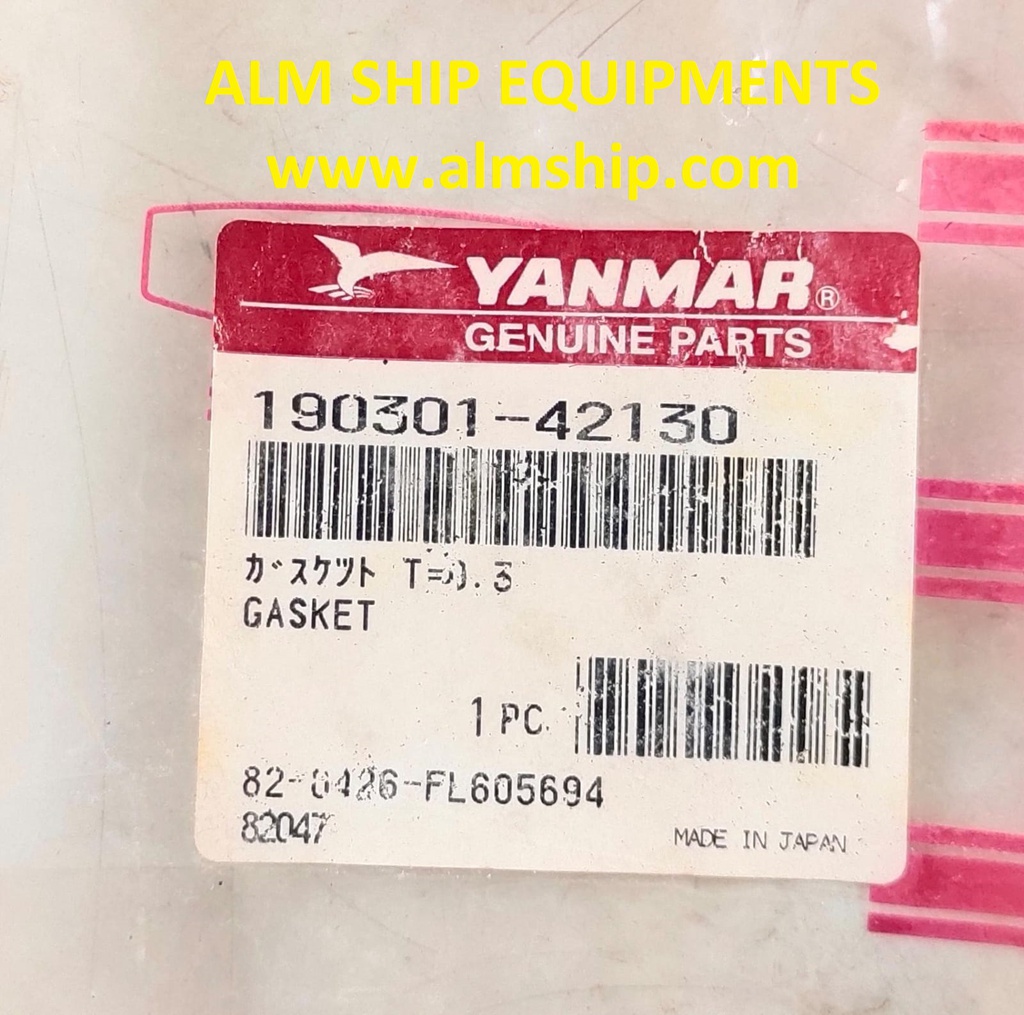 ALM SHIP EQUIPMENTS
www.almship.com
YANMAR®
GENUINE PARTS
190301-42130
ｶﾞｽｹﾂﾄ T=0.3
GASKET
1 PC
82-0426-FL605694
82047
MADE IN JAPAN